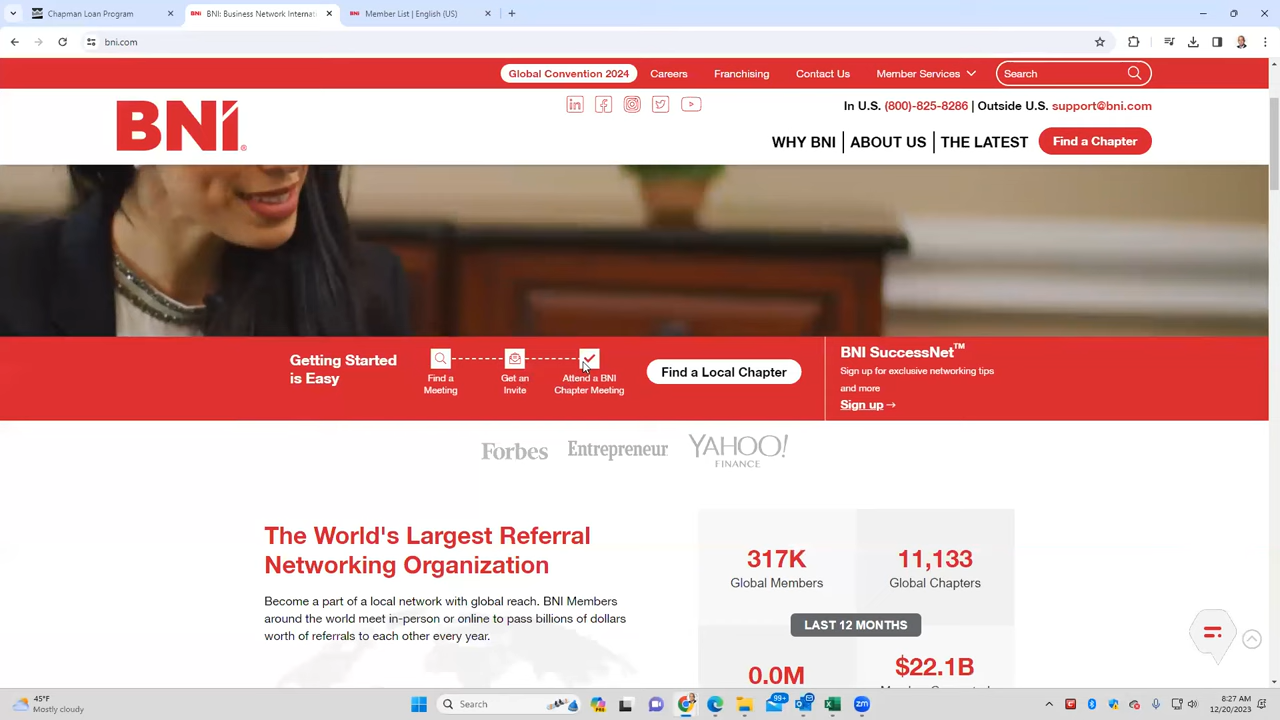 Chapman Loan Program
BNI: Business Network Internat
Member List | English (US)
bni.com
Global Convention 2024
Careers
Franchising
Contact Us
Member Services
Search
In U.S. (800)-825-8286 | Outside U.S. support@bni.com
BNI
WHY BNI
ABOUT US
THE LATEST
Find a Chapter
Getting Started
is Easy
Find a
Meeting
Get an
Invite
Attend a BNI
Chapter Meeting
Find a Local Chapter
BNI SuccessNet™
Sign up for exclusive networking tips
and more
Sign up →
Forbes
Entrepreneur
YAHOO!
FINANCE
The World's Largest Referral
Networking Organization
Become a part of a local network with global reach. BNI Members
around the world meet in-person or online to pass billions of dollars
worth of referrals to each other every year.
317K
Global Members
11,133
Global Chapters
LAST 12 MONTHS
0.0M
$22.1B
45°F
Mostly cloudy
Search
99+
8:27 AM
12/20/2023